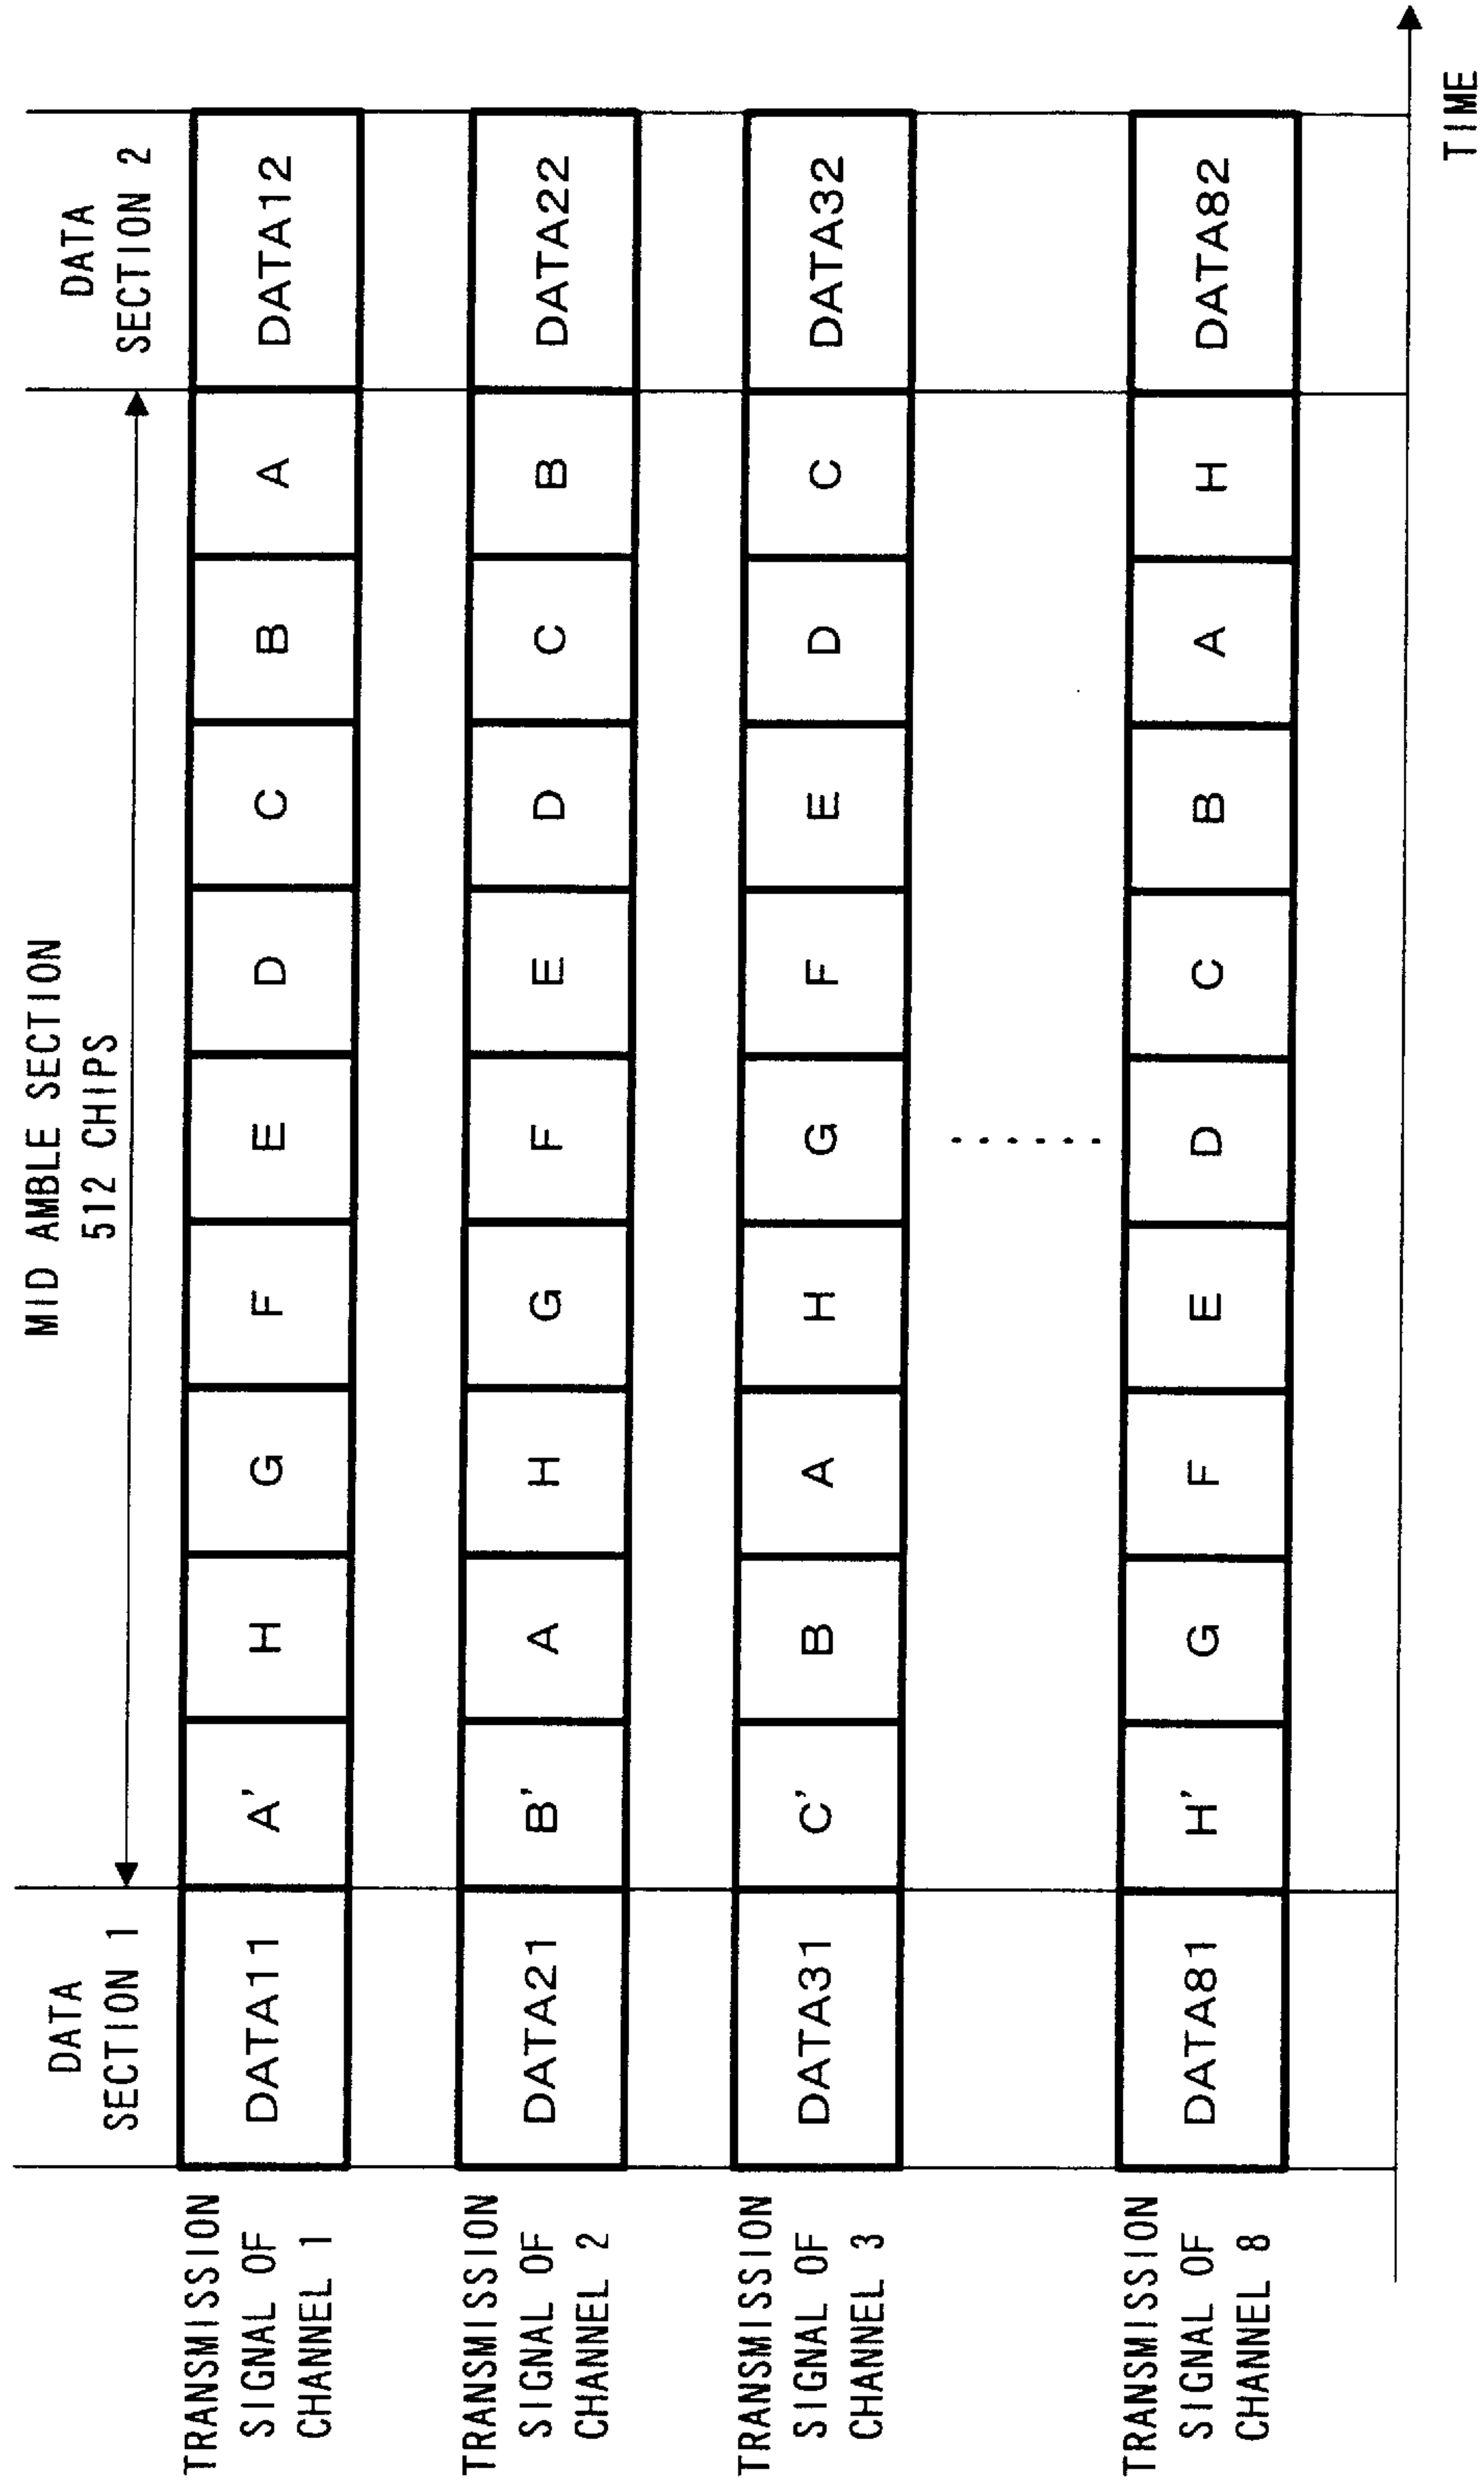 MID AMBLE SECTION
512 CHIPS
DATA
SECTION 1
DATA
SECTION 2
TRANSMISSION
SIGNAL OF
CHANNEL 1
DATA11 A' H G F E D C B A DATA12
TRANSMISSION
SIGNAL OF
CHANNEL 2
DATA21 B' A H G F E D C B DATA22
TRANSMISSION
SIGNAL OF
CHANNEL 3
DATA31 C' B A H G F E D C DATA32
......
TRANSMISSION
SIGNAL OF
CHANNEL 8
DATA81 H' G F E D C B A H DATA82
TIME